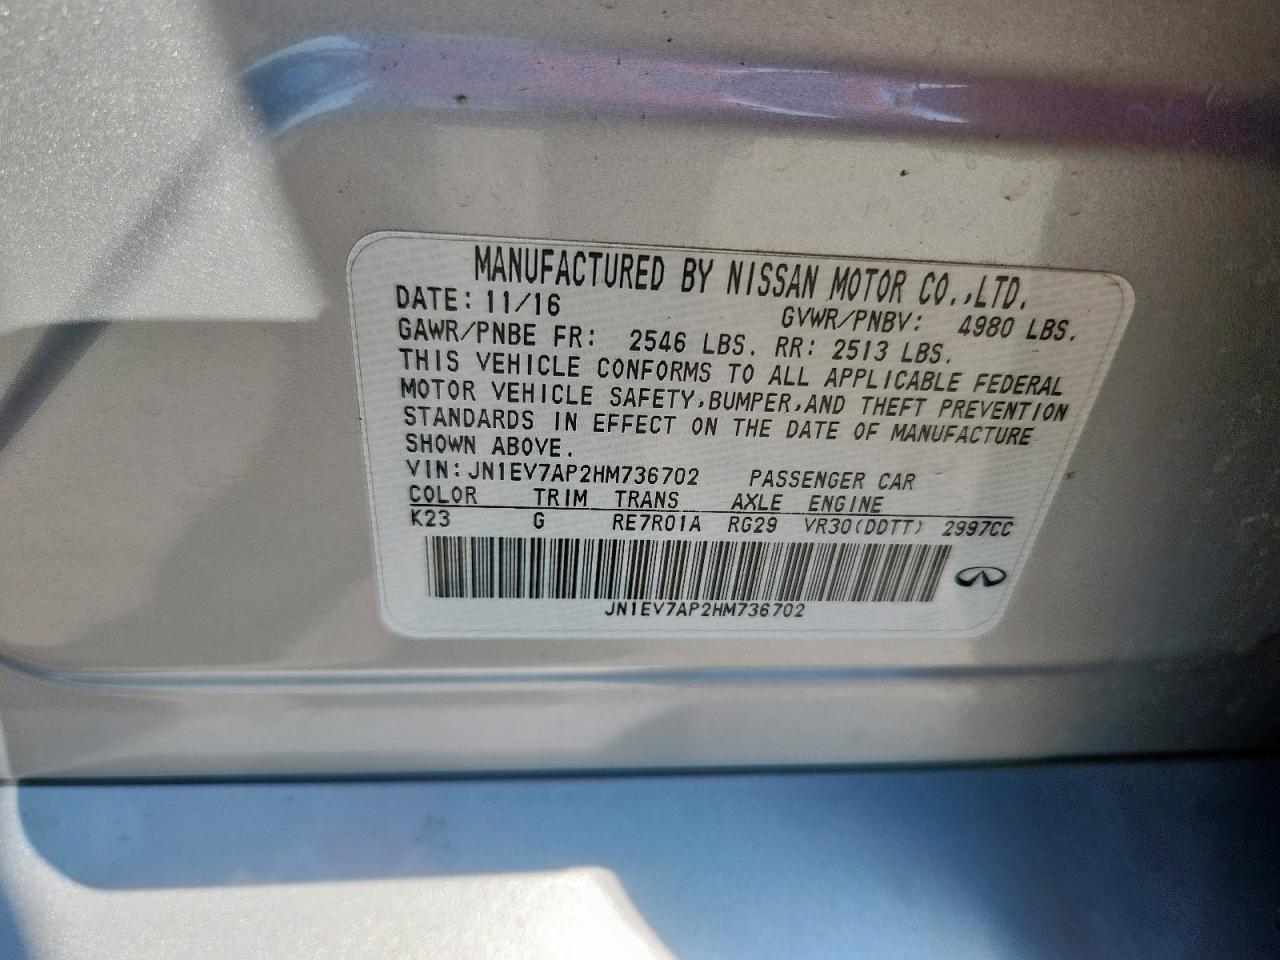 MANUFACTURED BY NISSAN MOTOR CO.,LTD.
DATE: 11/16 GVWR/PNBV: 4980 LBS.
GAWR/PNBE FR: 2546 LBS. RR: 2513 LBS.
THIS VEHICLE CONFORMS TO ALL APPLICABLE FEDERAL
MOTOR VEHICLE SAFETY,BUMPER,AND THEFT PREVENTION
STANDARDS IN EFFECT ON THE DATE OF MANUFACTURE
SHOWN ABOVE.
VIN:JN1EV7AP2HM736702 PASSENGER CAR
COLOR TRIM TRANS AXLE ENGINE
K23 G RE7R01A RG29 VR30(DDTT) 2997CC
JN1EV7AP2HM736702